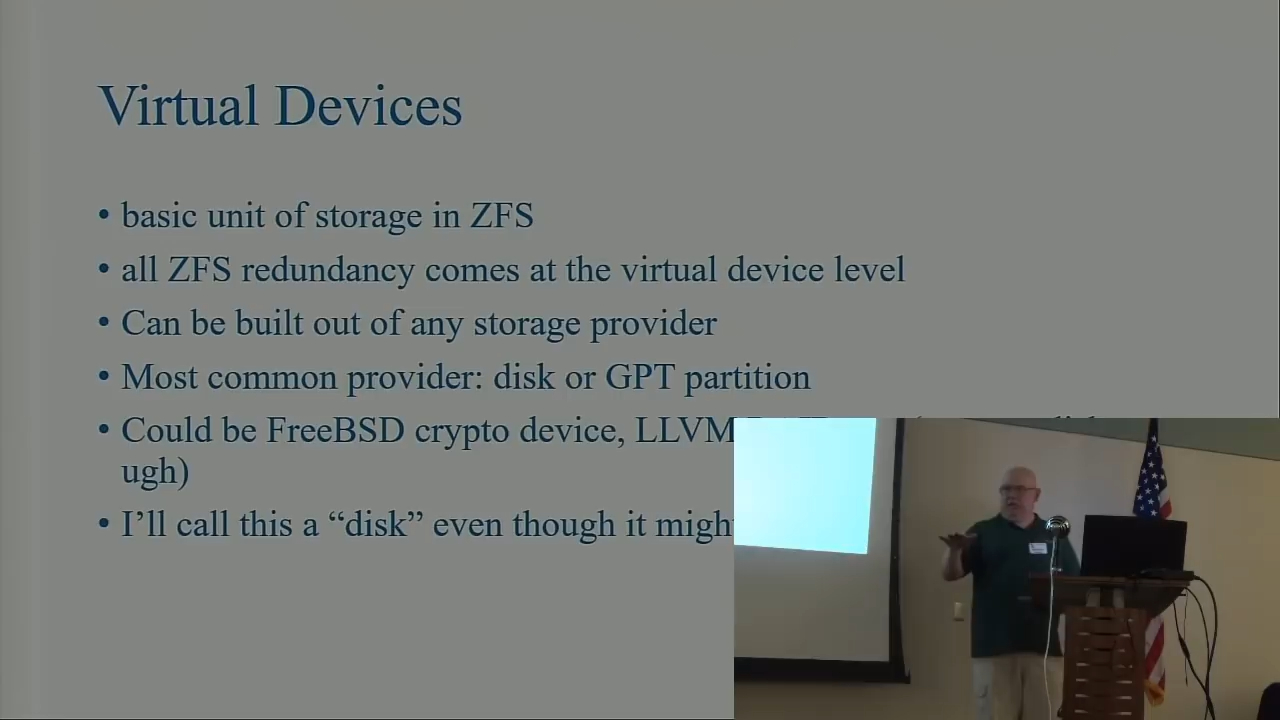 Virtual Devices
• basic unit of storage in ZFS
• all ZFS redundancy comes at the virtual device level
• Can be built out of any storage provider
• Most common provider: disk or GPT partition
• Could be FreeBSD crypto device, LLVM
ugh)
• I’ll call this a “disk” even though it